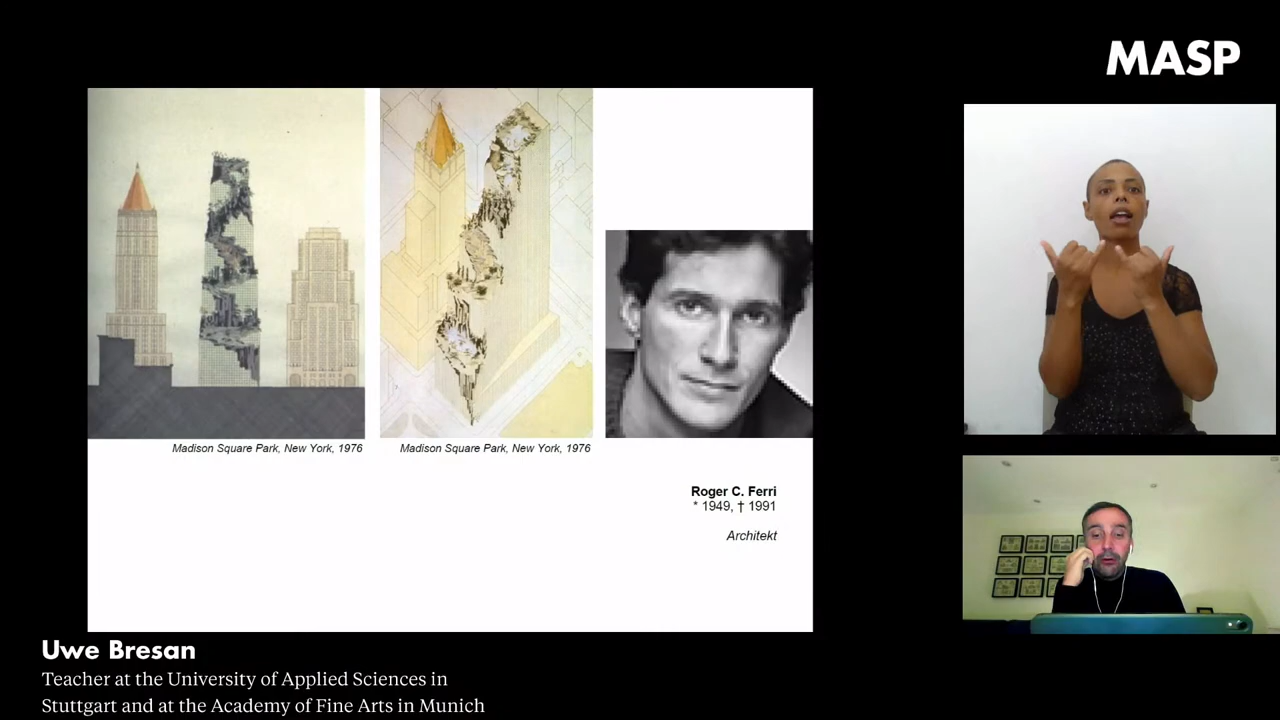 MASP
Madison Square Park, New York, 1976
Madison Square Park, New York, 1976
Roger C. Ferri
* 1949, † 1991
Architekt
Uwe Bresan
Teacher at the University of Applied Sciences in
Stuttgart and at the Academy of Fine Arts in Munich